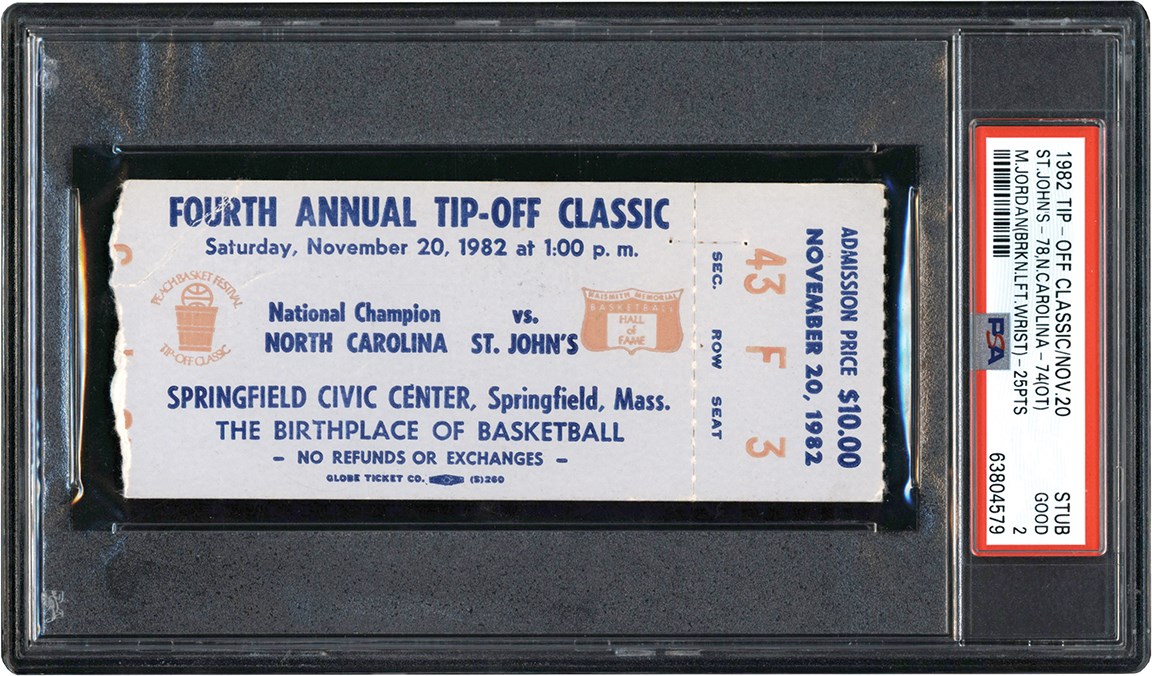 FOURTH ANNUAL TIP-OFF CLASSIC
Saturday, November 20, 1982 at 1:00 p. m.
PEACH BASKET FESTIVAL
TIP-OFF CLASSIC
National Champion vs.
NORTH CAROLINA ST. JOHN'S
NAISMITH MEMORIAL
BASKETBALL
HALL
of
FAME
SPRINGFIELD CIVIC CENTER, Springfield, Mass.
THE BIRTHPLACE OF BASKETBALL
- NO REFUNDS OR EXCHANGES -
GLOBE TICKET CO. (S)260
ADMISSION PRICE $10.00
NOVEMBER 20, 1982
43 F 3
SEC. ROW SEAT
1982 TIP - OFF CLASSIC/NOV.20 STUB
ST.JOHN'S - 78,N.CAROLINA - 74(OT) GOOD
M.JORDAN(BRKN.LFT.WRIST) - 25PTS 2
PSA
63804579